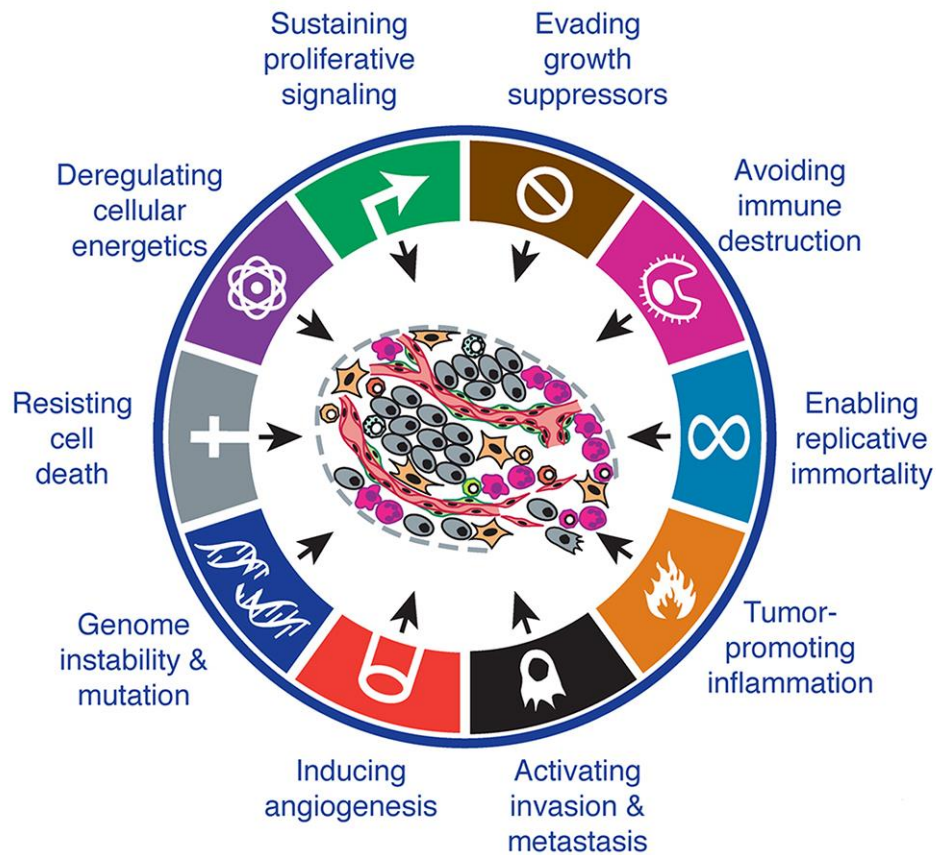 Sustaining
proliferative
signaling
Evading
growth
suppressors
Avoiding
immune
destruction
Enabling
replicative
immortality
Tumor-
promoting
inflammation
Activating
invasion &
metastasis
Inducing
angiogenesis
Genome
instability &
mutation
Resisting
cell
death
Deregulating
cellular
energetics